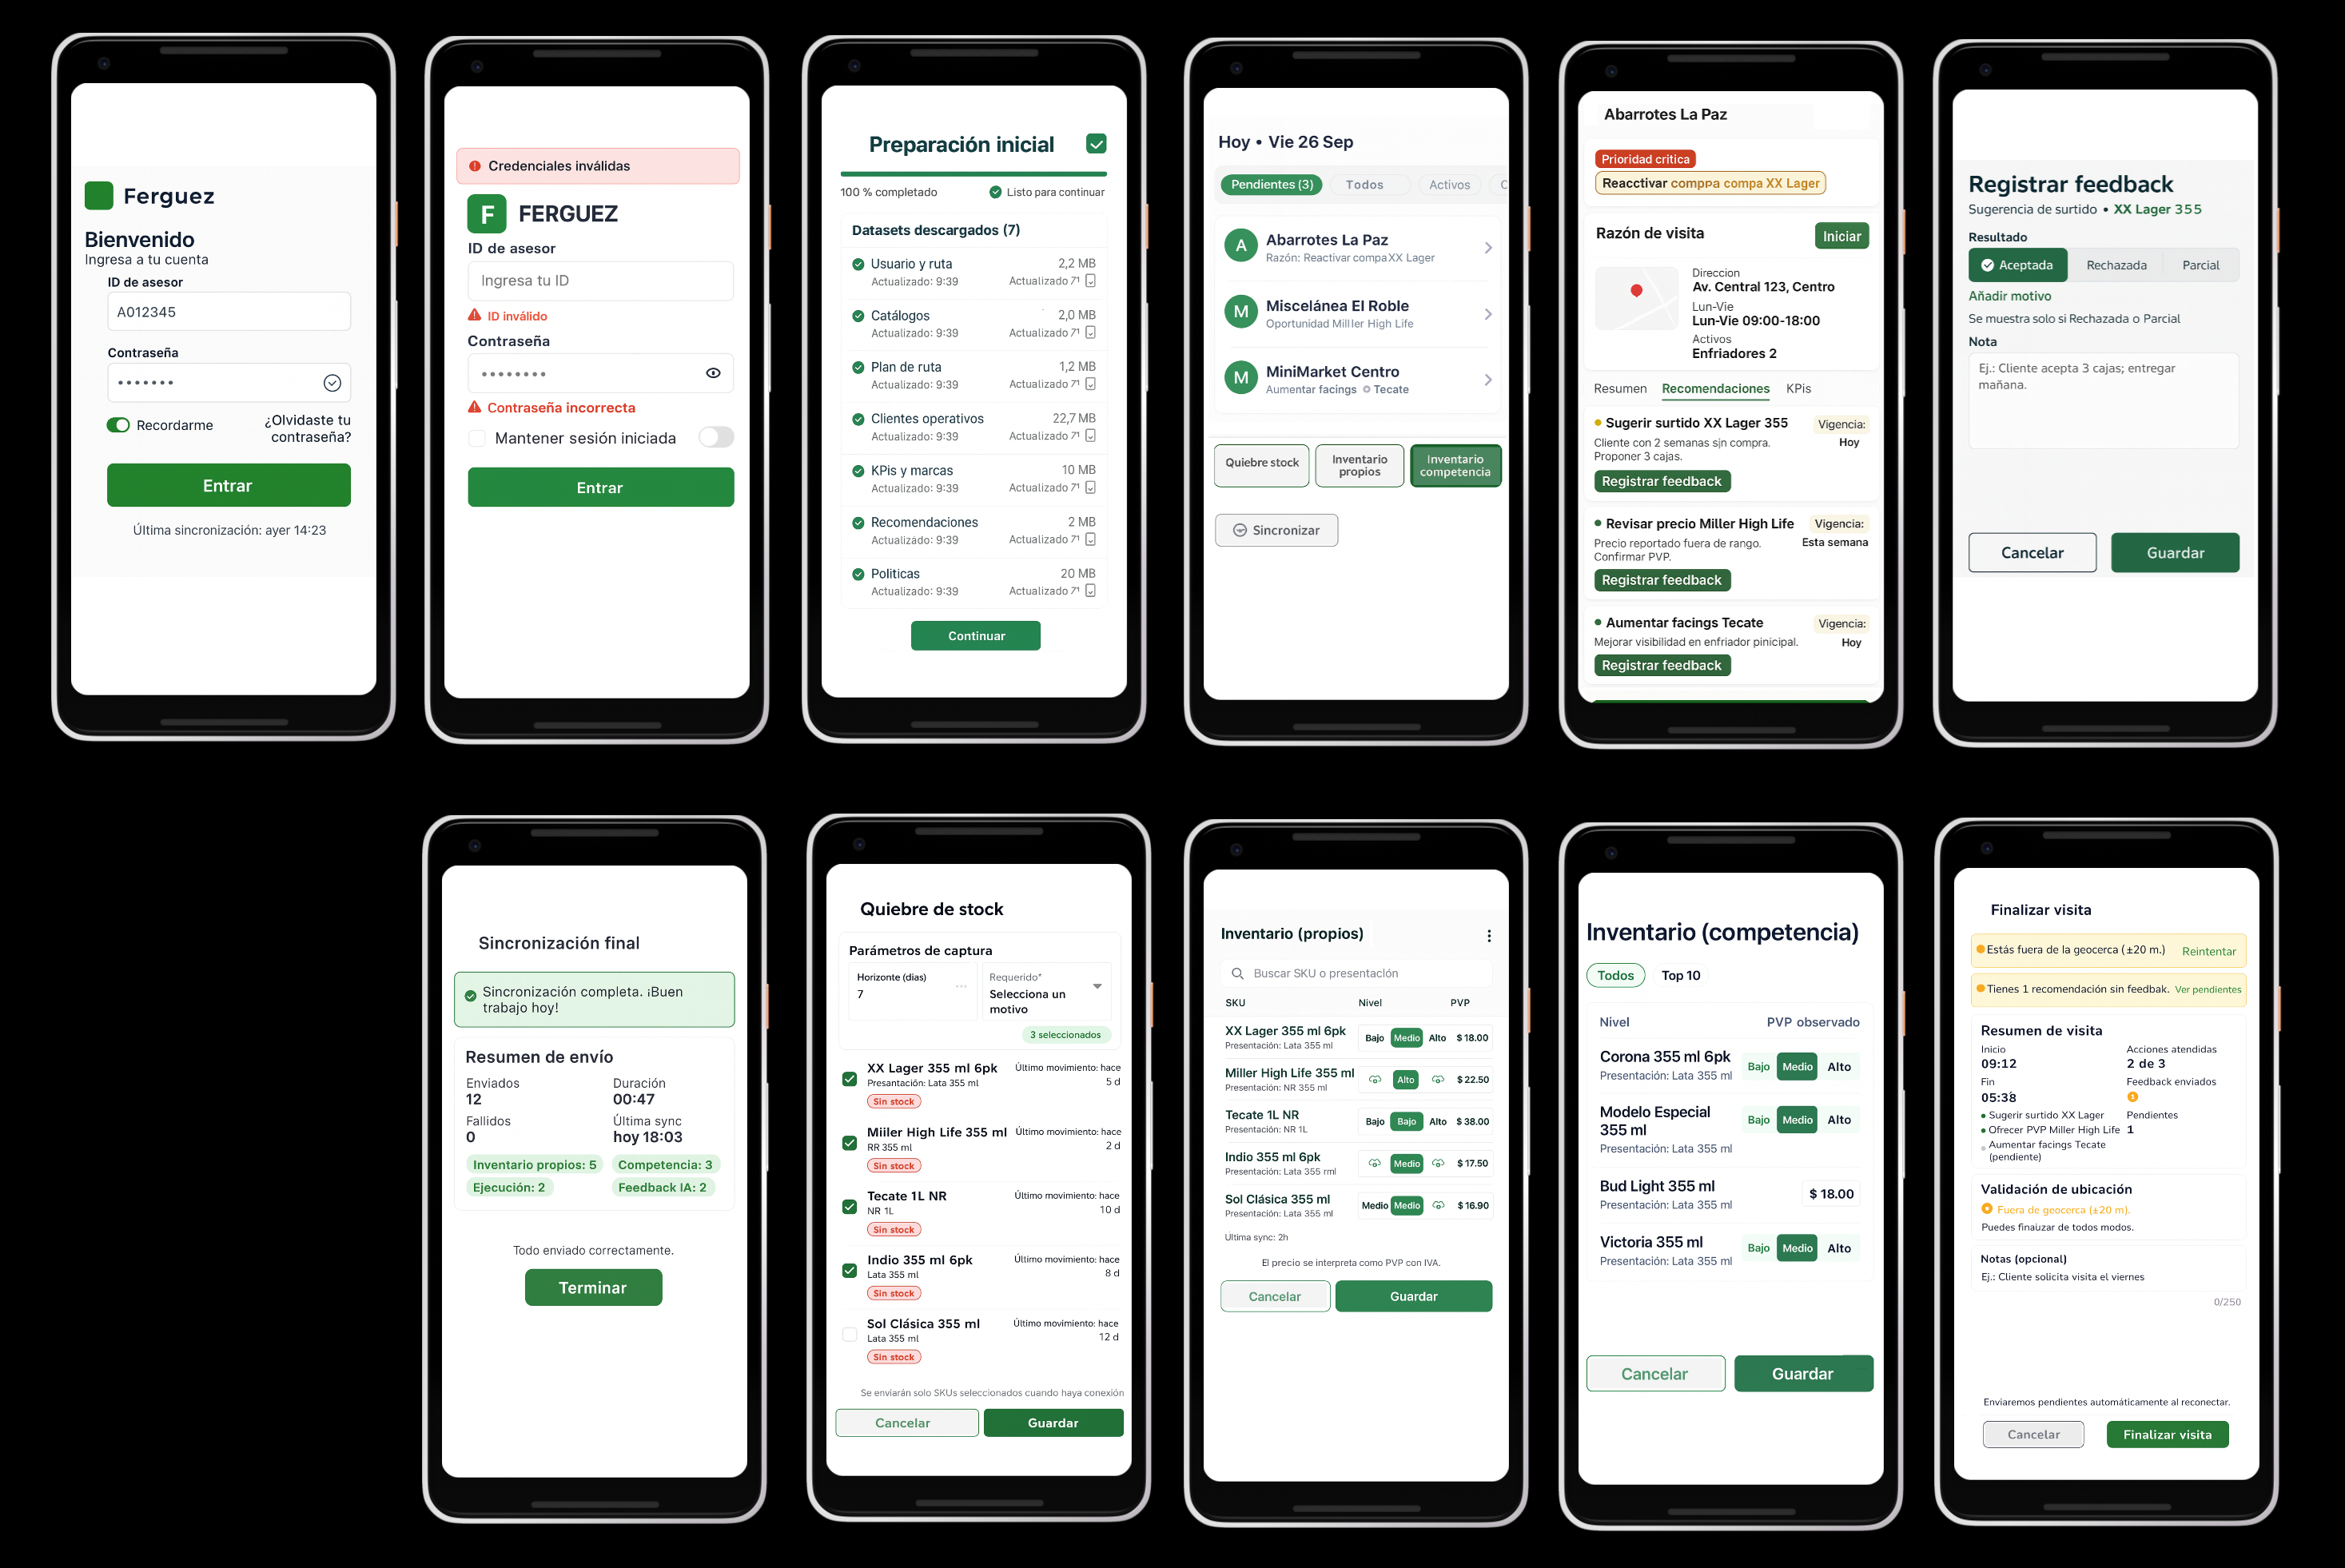 Ferguez
Bienvenido
Ingresa a tu cuenta
ID de asesor
A012345
Contraseña
•••••••
Recordarme
¿Olvidaste tu
contraseña?
Entrar
Última sincronización: ayer 14:23
Credenciales inválidas
F FERGUEZ
ID de asesor
Ingresa tu ID
ID inválido
Contraseña
••••••••
Contraseña incorrecta
Mantener sesión iniciada
Entrar
Preparación inicial
100 % completado
Listo para continuar
Datasets descargados (7)
Usuario y ruta 2,2 MB
Actualizado: 9:39 Actualizado 7¹
Catálogos 2,0 MB
Actualizado: 9:39 Actualizado 7¹
Plan de ruta 1,2 MB
Actualizado: 9:39 Actualizado 7¹
Clientes operativos 22,7 MB
Actualizado: 9:39 Actualizado 7¹
KPis y marcas 10 MB
Actualizado: 9:39 Actualizado 7¹
Recomendaciones 2 MB
Actualizado: 9:39 Actualizado 7¹
Politicas 20 MB
Actualizado: 9:39 Actualizado 7¹
Continuar
Hoy • Vie 26 Sep
Pendientes (3) Todos Activos C
A Abarrotes La Paz
Razón: Reactivar compa XX Lager
M Miscelánea El Roble
Oportunidad Miller High Life
M MiniMarket Centro
Aumentar facings Tecate
Quiebre stock
Inventario
propios
Inventario
competencia
Sincronizar
Abarrotes La Paz
Prioridad critica
Reacctivar comppa compa XX Lager
Razón de visita
Iniciar
Direccion
Av. Central 123, Centro
Lun-Vie
Lun-Vie 09:00-18:00
Activos
Enfriadores 2
Resumen Recomendaciones KPis
Sugerir surtido XX Lager 355 Vigencia:
Cliente con 2 semanas sin compra. Hoy
Proponer 3 cajas.
Registrar feedback
Revisar precio Miller High Life Vigencia:
Precio reportado fuera de rango. Esta semana
Confirmar PVP.
Registrar feedback
Aumentar facings Tecate Vigencia:
Mejorar visibilidad en enfriador pinicipal. Hoy
Registrar feedback
Registrar feedback
Sugerencia de surtido • XX Lager 355
Resultado
Aceptada Rechazada Parcial
Añadir motivo
Se muestra solo si Rechazada o Parcial
Nota
Ej.: Cliente acepta 3 cajas; entregar
mañana.
Cancelar Guardar
Sincronización final
Sincronización completa. ¡Buen
trabajo hoy!
Resumen de envío
Enviados Duración
12 00:47
Fallidos Última sync
0 hoy 18:03
Inventario propios: 5 Competencia: 3
Ejecución: 2 Feedback IA: 2
Todo enviado correctamente.
Terminar
Quiebre de stock
Parámetros de captura
Horizonte (dias) Requerido*
7 Selecciona un
motivo
3 seleccionados
XX Lager 355 ml 6pk Último movimiento: hace
Presantación: Lata 355 ml 5 d
Sin stock
Miiler High Life 355 ml Último movimiento: hace
RR 355 ml 2 d
Sin stock
Tecate 1L NR Último movimiento: hace
NR 1L 10 d
Sin stock
Indio 355 ml 6pk Último movimiento: hace
Lata 355 ml 8 d
Sin stock
Sol Clásica 355 ml Último movimiento: hace
Lata 355 ml 12 d
Sin stock
Se enviarán solo SKUs seleccionados cuando haya conexión
Cancelar Guardar
Inventario (propios)
Buscar SKU o presentación
SKU Nivel PVP
XX Lager 355 ml 6pk Bajo Medio Alto $ 18.00
Presentación: Lata 355 ml
Miller High Life 355 ml Alto $ 22.50
Presentación: NR 355 ml
Tecate 1L NR Bajo Bajo Alto $ 38.00
Presentación: NR 1L
Indio 355 ml 6pk Medio $ 17.50
Presentación: Lata 355 rml
Sol Clásica 355 ml Medio Medio $ 16.90
Presentación: Lata 355 ml
Ultima sync: 2h
El precio se interpreta como PVP con IVA.
Cancelar Guardar
Inventario (competencia)
Todos Top 10
Nivel PVP observado
Corona 355 ml 6pk Bajo Medio Alto
Presentación: Lata 355 ml
Modelo Especial
355 ml Bajo Medio Alto
Presentación: Lata 355 ml
Bud Light 355 ml $ 18.00
Presentación: Lata 355 ml
Victoria 355 ml Bajo Medio Alto
Presentación: Lata 355 ml
Cancelar Guardar
Finalizar visita
Estás fuera de la geocerca (±20 m.) Reintentar
Tienes 1 recomendación sin feedbak. Ver pendientes
Resumen de visita
Inicio Acciones atendidas
09:12 2 de 3
Fin Feedback enviados
05:38 1
Sugerir surtido XX Lager Pendientes
Ofrecer PVP Miller High Life 1
Aumentar facings Tecate
(pendiente)
Validación de ubicación
Fuera de geocerca (±20 m).
Puedes finalizar de todos modos.
Notas (opcional)
Ej.: Cliente solicita visita el viernes
0/250
Enviaremos pendientes automáticamente al reconectar.
Cancelar Finalizar visita